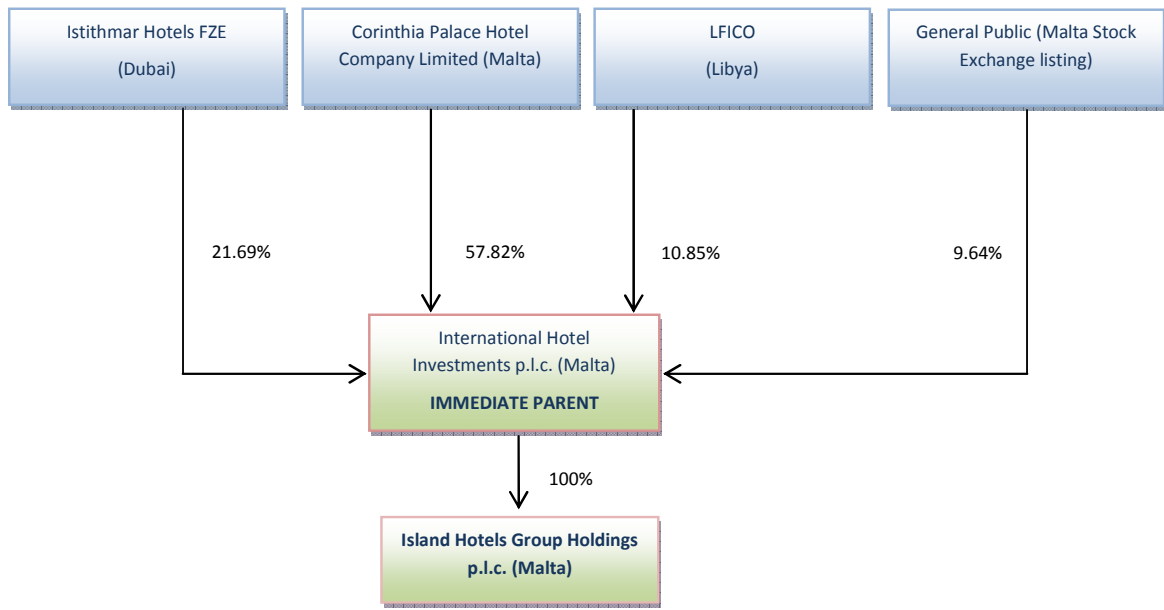 Istithmar Hotels FZE
(Dubai)
Corinthia Palace Hotel
Company Limited (Malta)
LFICO
(Libya)
General Public (Malta Stock
Exchange listing)
21.69%
57.82%
10.85%
9.64%
International Hotel
Investments p.l.c. (Malta)
IMMEDIATE PARENT
100%
Island Hotels Group Holdings
p.l.c. (Malta)